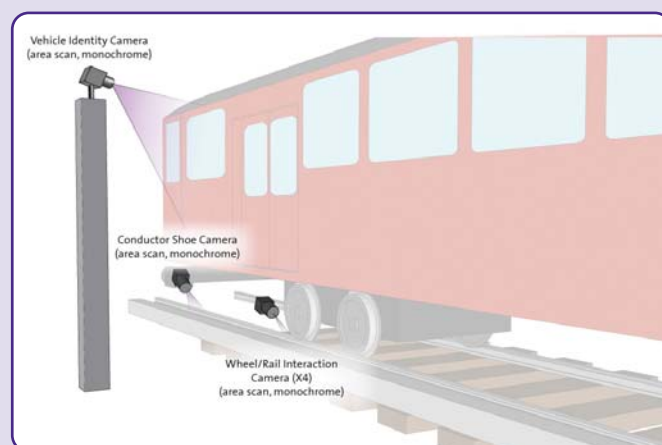 Vehicle Identity Camera
(area scan, monochrome)
Conductor Shoe Camera
(area scan, monochrome)
Wheel/Rail Interaction
Camera (X4)
(area scan, monochrome)